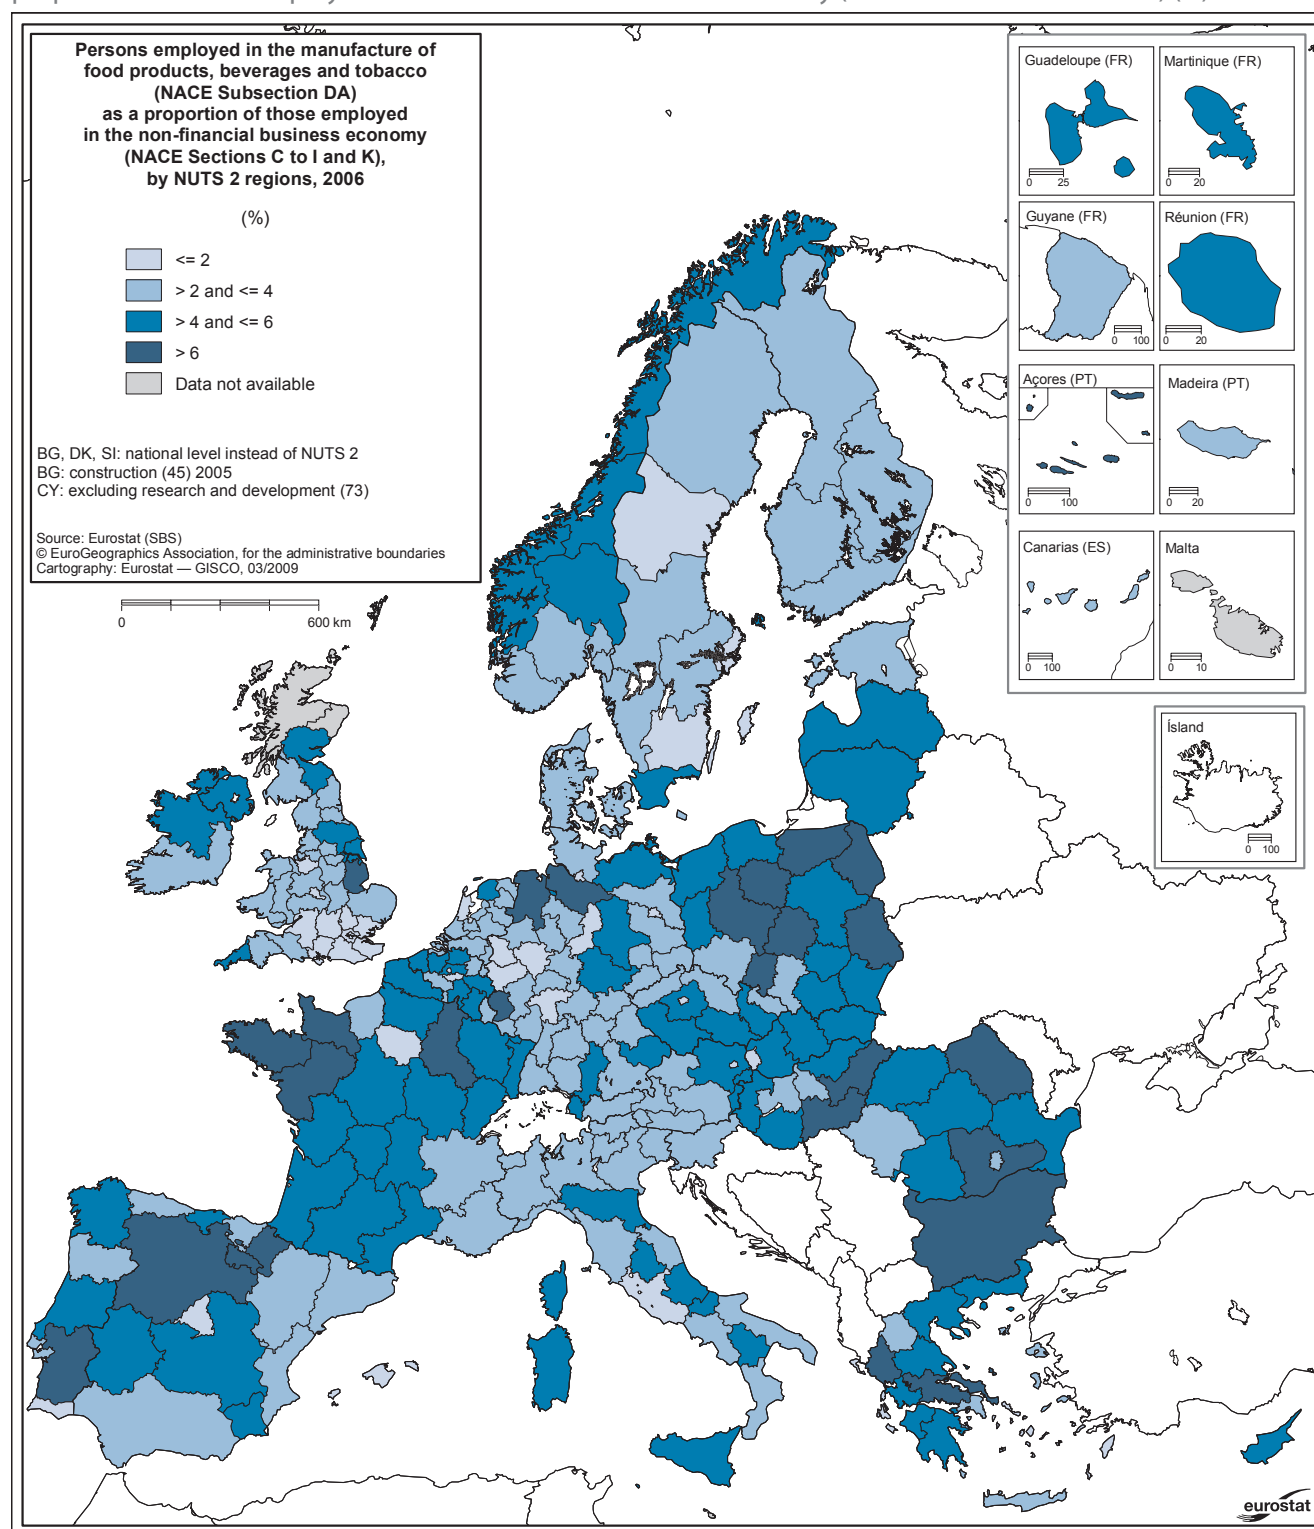 Persons employed in the manufacture of
food products, beverages and tobacco
(NACE Subsection DA)
as a proportion of those employed
in the non-financial business economy
(NACE Sections C to I and K),
by NUTS 2 regions, 2006
(%)
<= 2
> 2 and <= 4
> 4 and <= 6
> 6
Data not available
BG, DK, SI: national level instead of NUTS 2
BG: construction (45) 2005
CY: excluding research and development (73)
Source: Eurostat (SBS)
© EuroGeographics Association, for the administrative boundaries
Cartography: Eurostat — GISCO, 03/2009
0 600 km
Guadeloupe (FR)
0 25
Martinique (FR)
0 20
Guyane (FR)
0 100
Réunion (FR)
0 20
Açores (PT)
0 100
Madeira (PT)
0 20
Canarias (ES)
0 100
Malta
0 10
Ísland
0 100
eurostat